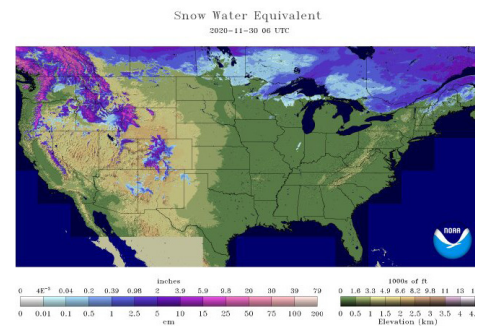 Snow Water Equivalent
2020-11-30 06 UTC
NOAA
inches
0 4E⁻³ 0.04 0.2 0.39 0.98 2 3.9 5.9 9.8 20 30 39 79
0 0.01 0.1 0.5 1 2.5 5 10 15 25 50 75 100 200
cm
1000s of ft
0 1.6 3.3 4.9 6.6 8.2 9.8 11 13 1
0 0.5 1 1.5 2 2.5 3 3.5 4 4.
Elevation (km)